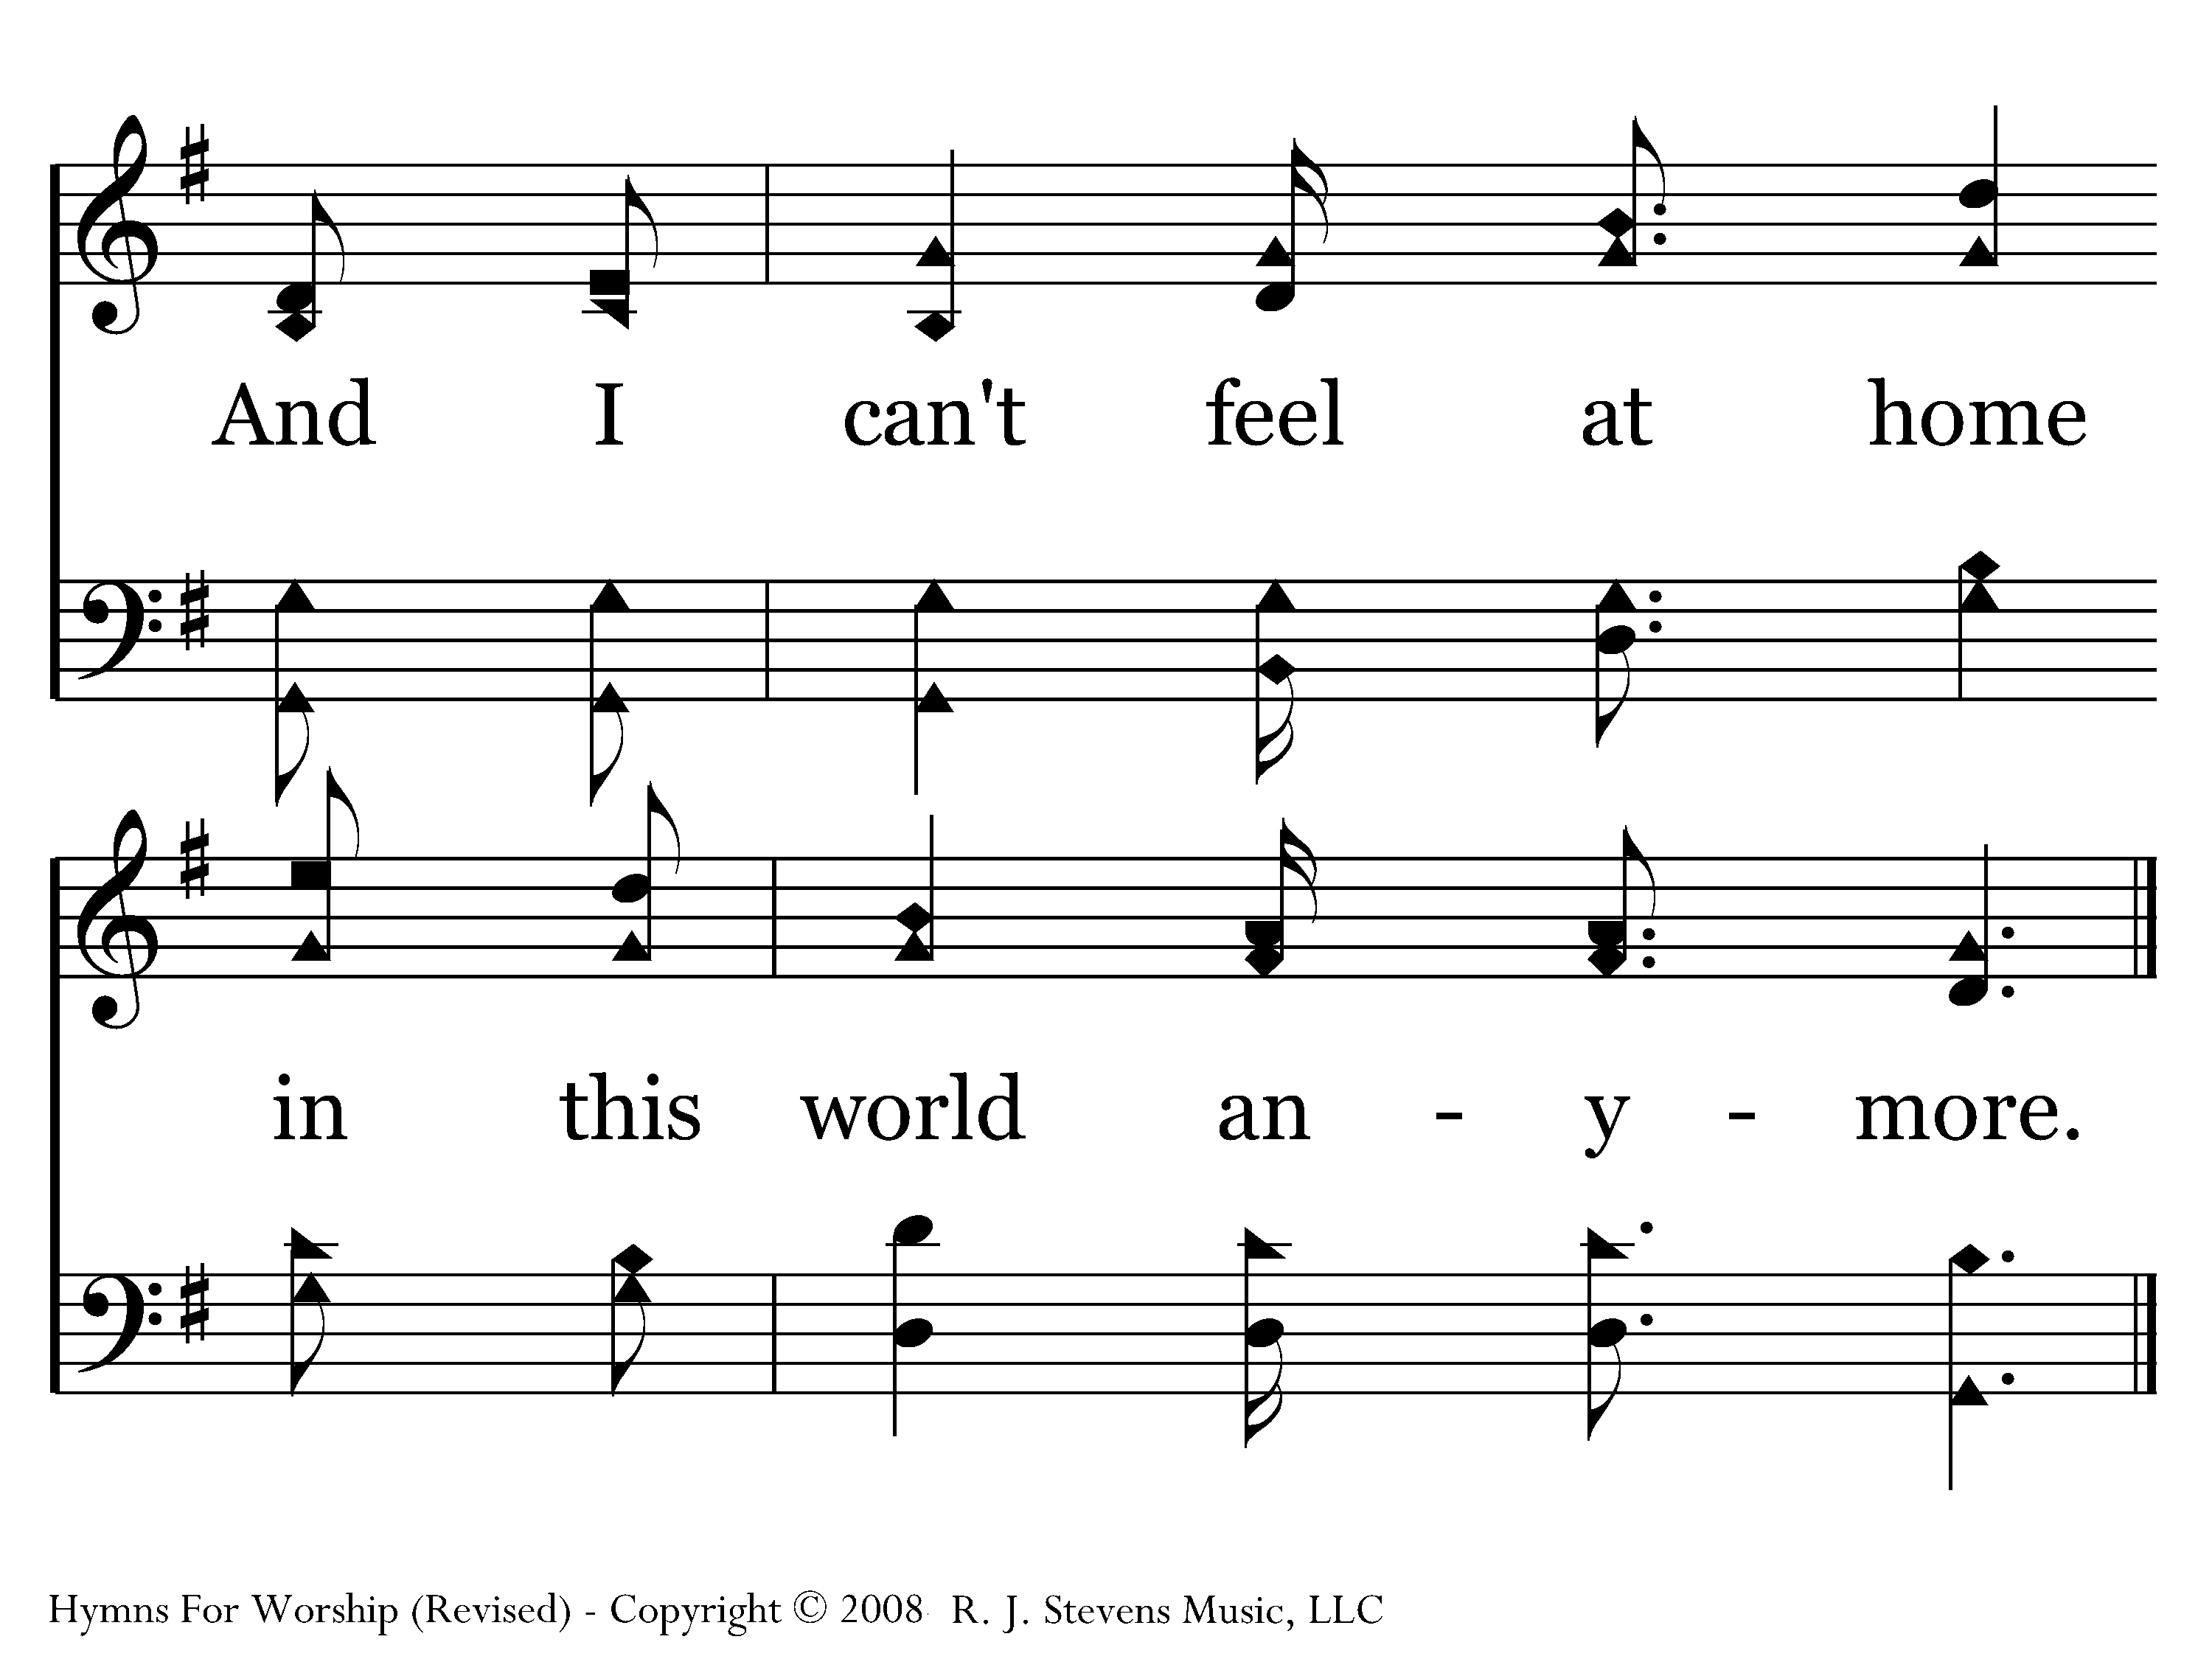 And I can't feel at home
in this world an - y - more.
Hymns For Worship (Revised) - Copyright © 2008 R. J. Stevens Music, LLC